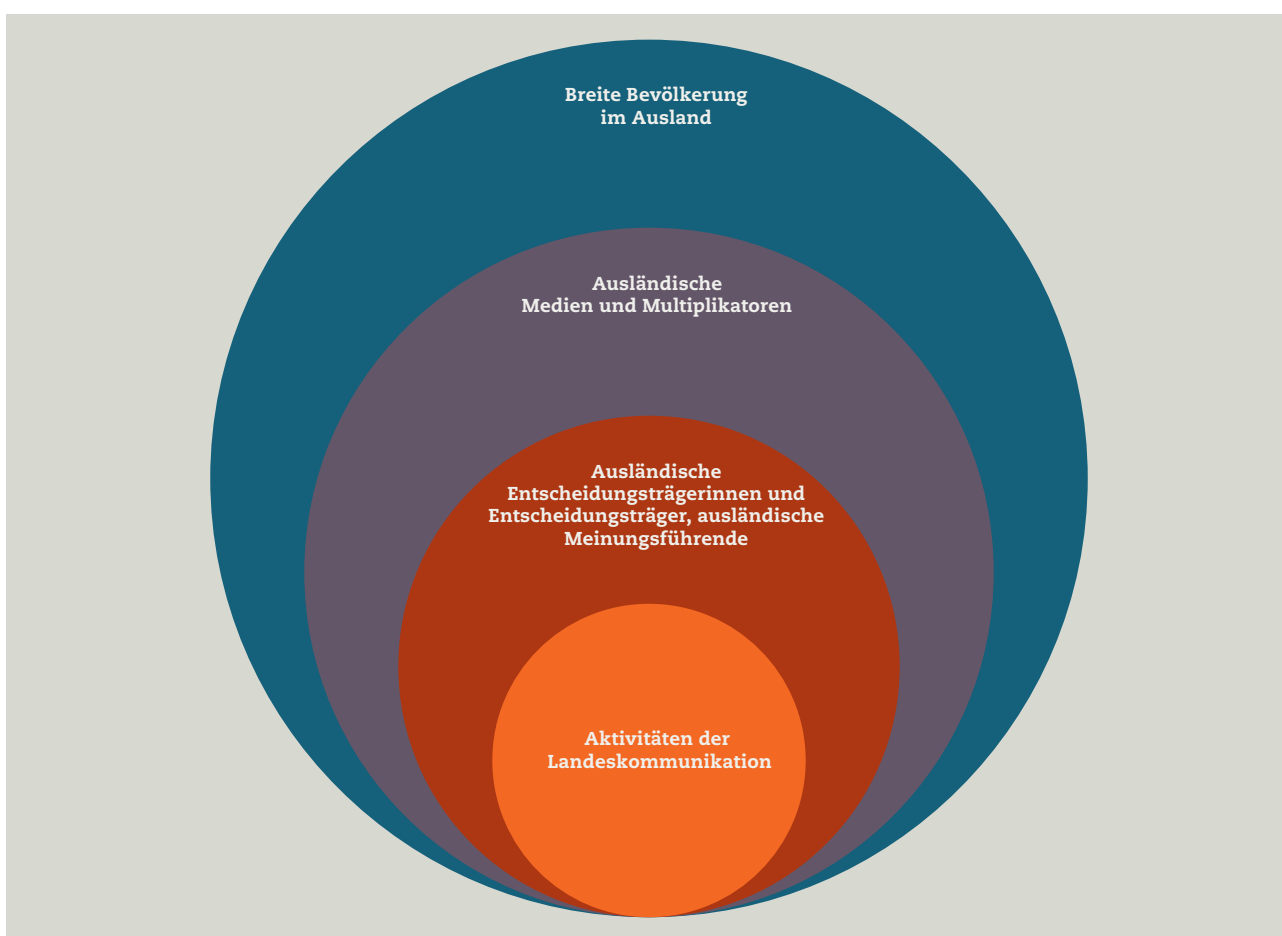 Breite Bevölkerung
im Ausland
Ausländische
Medien und Multiplikatoren
Ausländische
Entscheidungsträgerinnen und
Entscheidungsträger, ausländische
Meinungsführende
Aktivitäten der
Landeskommunikation